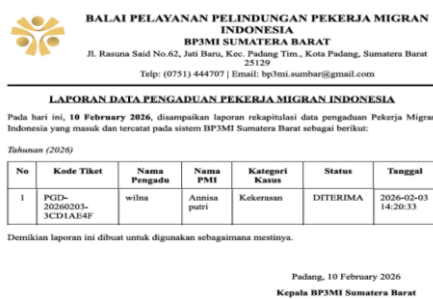 BALAI PELAYANAN PELINDUNGAN PEKERJA MIGRAN
INDONESIA
BP3MI SUMATERA BARAT
Jl. Rasuna Said No.62, Jati Baru, Kec. Padang Tim., Kota Padang, Sumatera Barat
25129
Telp: (0751) 444707 | Email: bp3mi.sumbar@gmail.com
LAPORAN DATA PENGADUAN PEKERJA MIGRAN INDONESIA
Pada hari ini, 10 February 2026, disampaikan laporan rekapitulasi data pengaduan Pekerja Migran
Indonesia yang masuk dan tercatat pada sistem BP3MI Sumatera Barat sebagai berikut:
Tahunan (2026)
No Kode Tiket Nama Pengadu Nama PMI Kategori Kasus Status Tanggal
1 PGD-20260203-3CD1AE4F wilna Annisa putri Kekerasan DITERIMA 2026-02-03 14:20:33
Demikian laporan ini dibuat untuk digunakan sebagaimana mestinya.
Padang, 10 February 2026
Kepala BP3MI Sumatera Barat